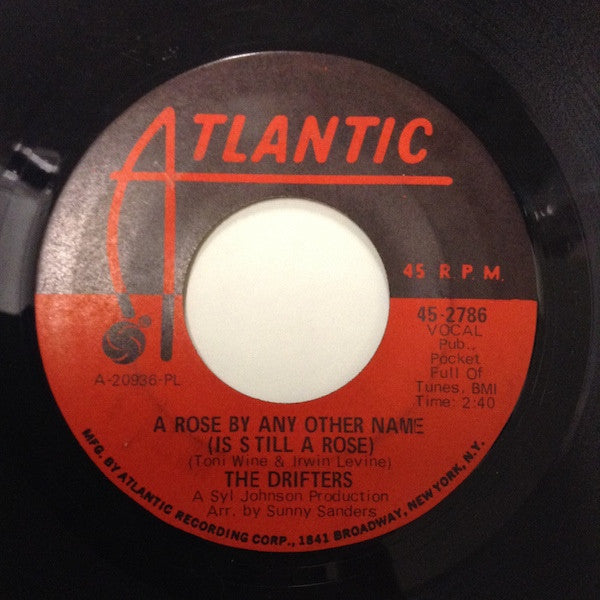 ATLANTIC
45 R.P.M.
45-2786
VOCAL
Pub.,
Pocket
Full Of
Tunes, BMI
Time: 2:40
A-20936-PL
A ROSE BY ANY OTHER NAME
(IS STILL A ROSE)
(Toni Wine & Irwin Levine)
THE DRIFTERS
A Syl Johnson Production
Arr. by Sunny Sanders
MFG. BY ATLANTIC RECORDING CORP., 1841 BROADWAY, NEW YORK, N.Y.